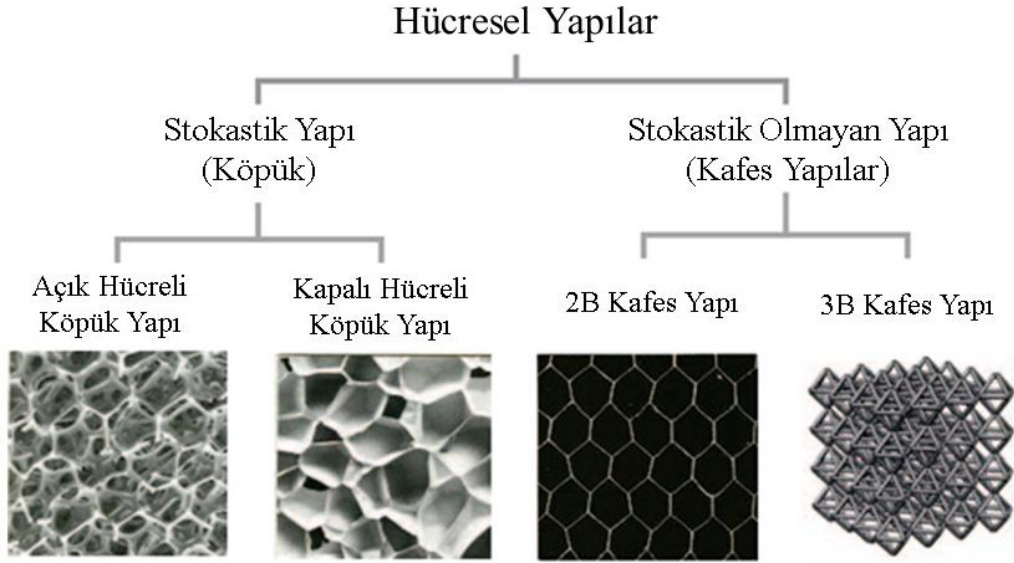 Hücresel Yapılar
Stokastik Yapı
(Köpük)
Stokastik Olmayan Yapı
(Kafes Yapılar)
Açık Hücreli
Köpük Yapı
Kapalı Hücreli
Köpük Yapı
2B Kafes Yapı
3B Kafes Yapı